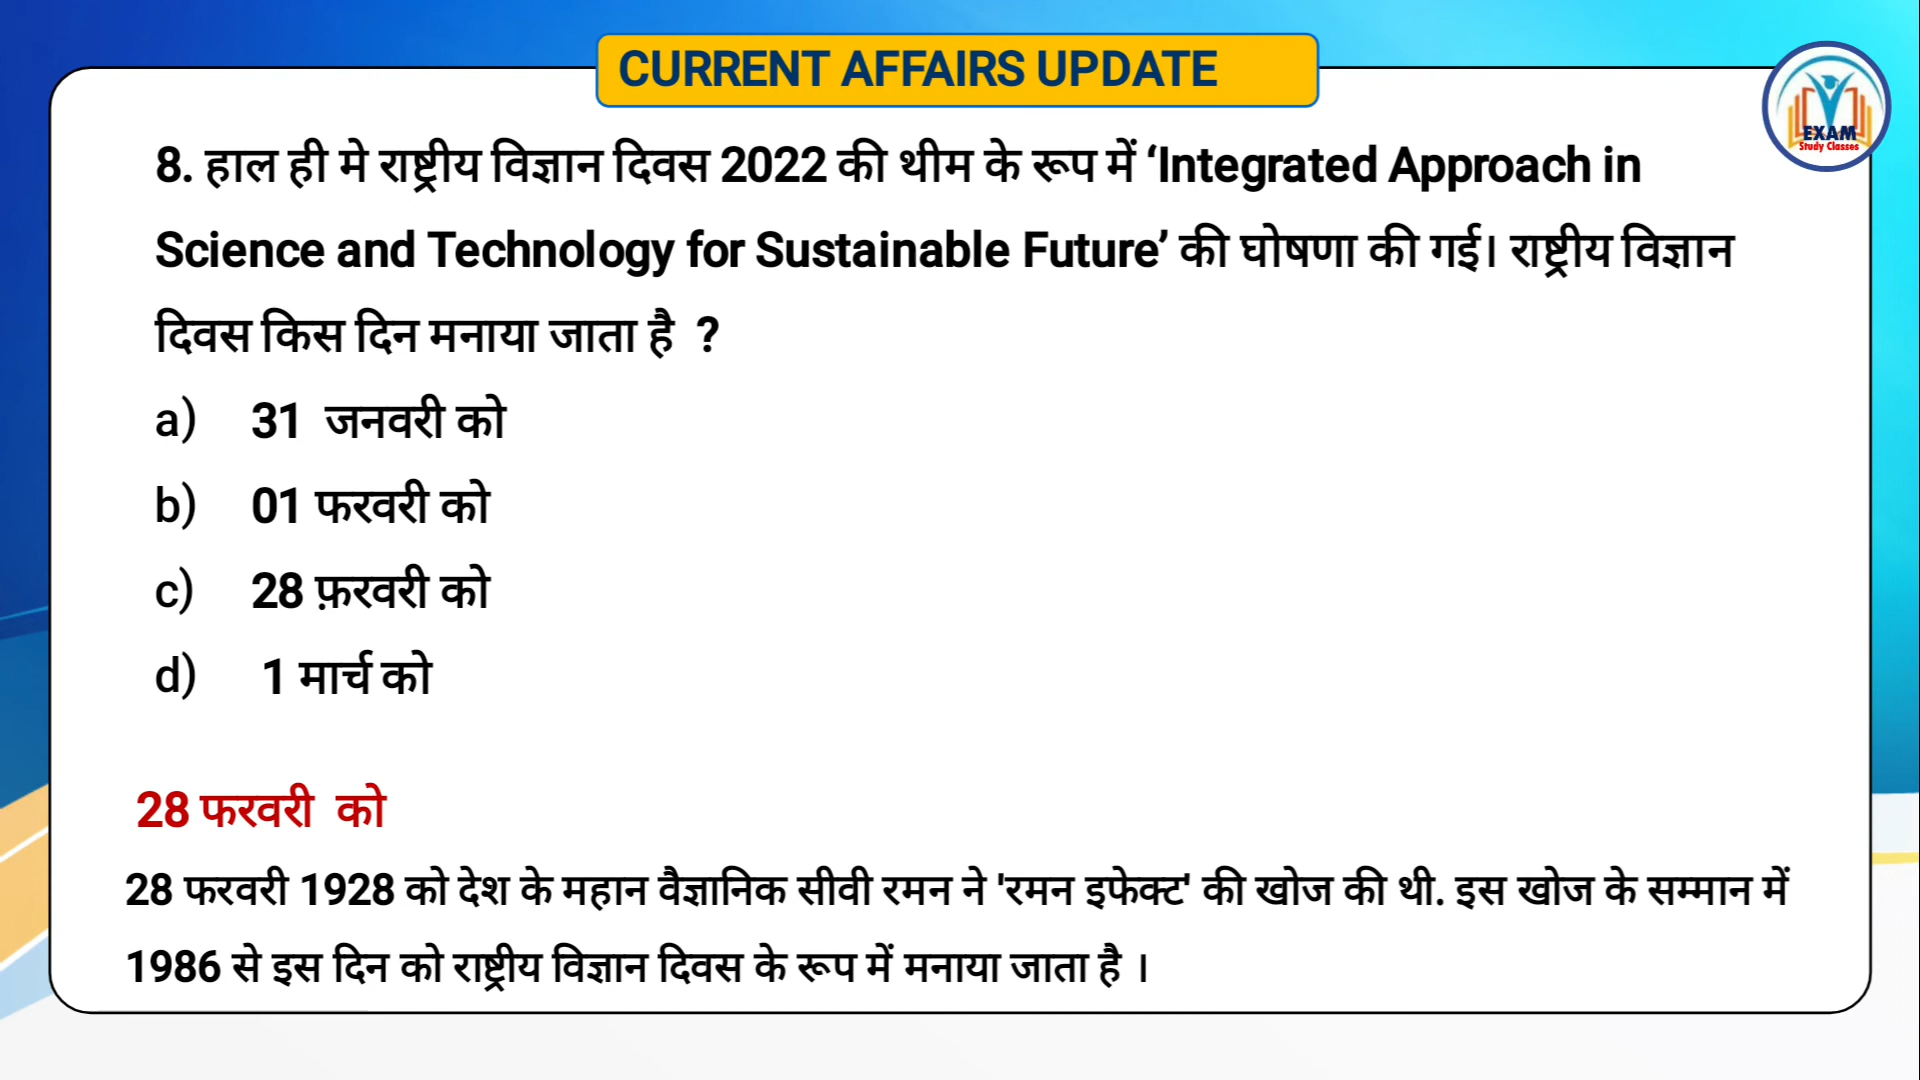 CURRENT AFFAIRS UPDATE
EXAM
Study Classes
8. हाल ही मे राष्ट्रीय विज्ञान दिवस 2022 की थीम के रूप में ‘Integrated Approach in
Science and Technology for Sustainable Future’ की घोषणा की गई। राष्ट्रीय विज्ञान
दिवस किस दिन मनाया जाता है ?
a) 31 जनवरी को
b) 01 फरवरी को
c) 28 फ़रवरी को
d) 1 मार्च को
28 फरवरी को
28 फरवरी 1928 को देश के महान वैज्ञानिक सीवी रमन ने 'रमन इफेक्ट' की खोज की थी. इस खोज के सम्मान में
1986 से इस दिन को राष्ट्रीय विज्ञान दिवस के रूप में मनाया जाता है ।